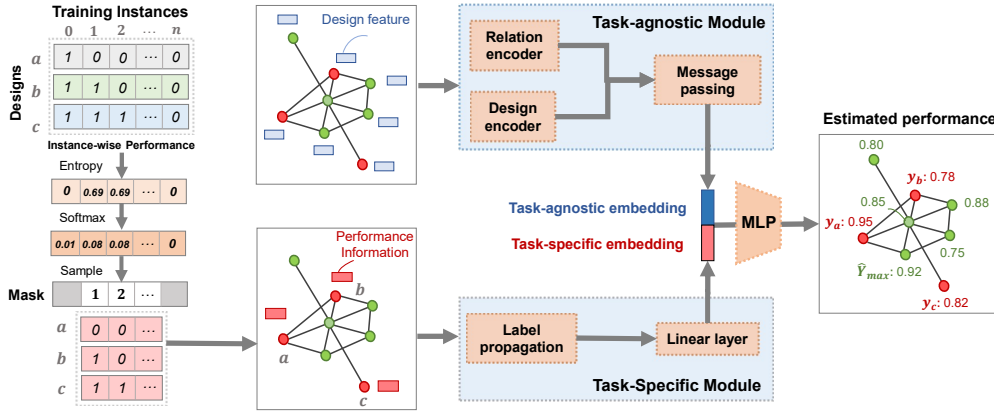 Training Instances
0 1 2 ... n
Designs
a 1 0 0 ... 0
b 1 1 0 ... 0
c 1 1 1 ... 0
Instance-wise Performance
Entropy
0 0.69 0.69 ... 0
Softmax
0.01 0.08 0.08 ... 0
Sample
Mask 1 2 ...
a 0 0 ...
b 1 0 ...
c 1 1 ...
Design feature
Performance
Information
b
a
c
Task-agnostic Module
Relation
encoder
Design
encoder
Message
passing
Task-agnostic embedding
Task-specific embedding
MLP
Label
propagation
Linear layer
Task-Specific Module
Estimated performance
0.80
y_b: 0.78
0.85
0.88
y_a: 0.95
0.75
Ŷ_max: 0.92
y_c: 0.82